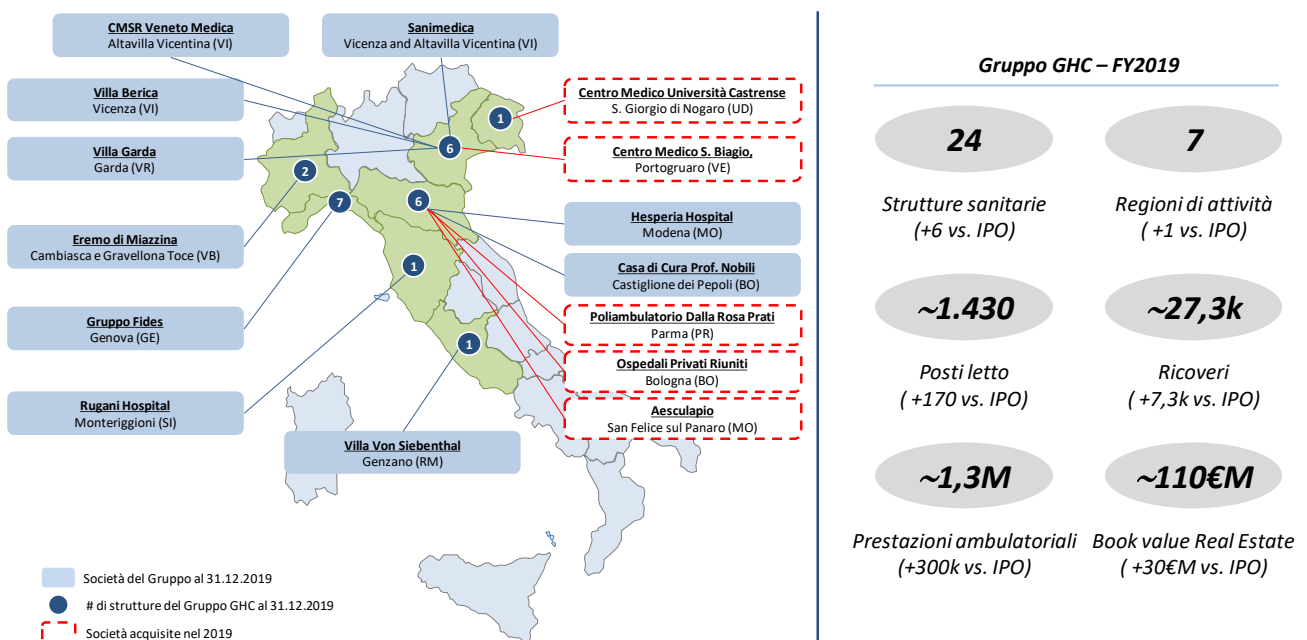 CMSR Veneto Medica
Altavilla Vicentina (VI)
Sanimedica
Vicenza and Altavilla Vicentina (VI)
Villa Berica
Vicenza (VI)
Villa Garda
Garda (VR)
Eremo di Miazzina
Cambiasca e Gravellona Toce (VB)
Gruppo Fides
Genova (GE)
Rugani Hospital
Monteriggioni (SI)
Villa Von Siebenthal
Genzano (RM)
Centro Medico Università Castrense
S. Giorgio di Nogaro (UD)
Centro Medico S. Biagio,
Portogruaro (VE)
Hesperia Hospital
Modena (MO)
Casa di Cura Prof. Nobili
Castiglione dei Pepoli (BO)
Poliambulatorio Dalla Rosa Prati
Parma (PR)
Ospedali Privati Riuniti
Bologna (BO)
Aesculapio
San Felice sul Panaro (MO)
1
6
2
7
6
1
1
Società del Gruppo al 31.12.2019
# di strutture del Gruppo GHC al 31.12.2019
Società acquisite nel 2019
Gruppo GHC – FY2019
24
Strutture sanitarie
(+6 vs. IPO)
7
Regioni di attività
( +1 vs. IPO)
~1.430
Posti letto
( +170 vs. IPO)
~27,3k
Ricoveri
( +7,3k vs. IPO)
~1,3M
Prestazioni ambulatoriali
(+300k vs. IPO)
~110€M
Book value Real Estate
( +30€M vs. IPO)